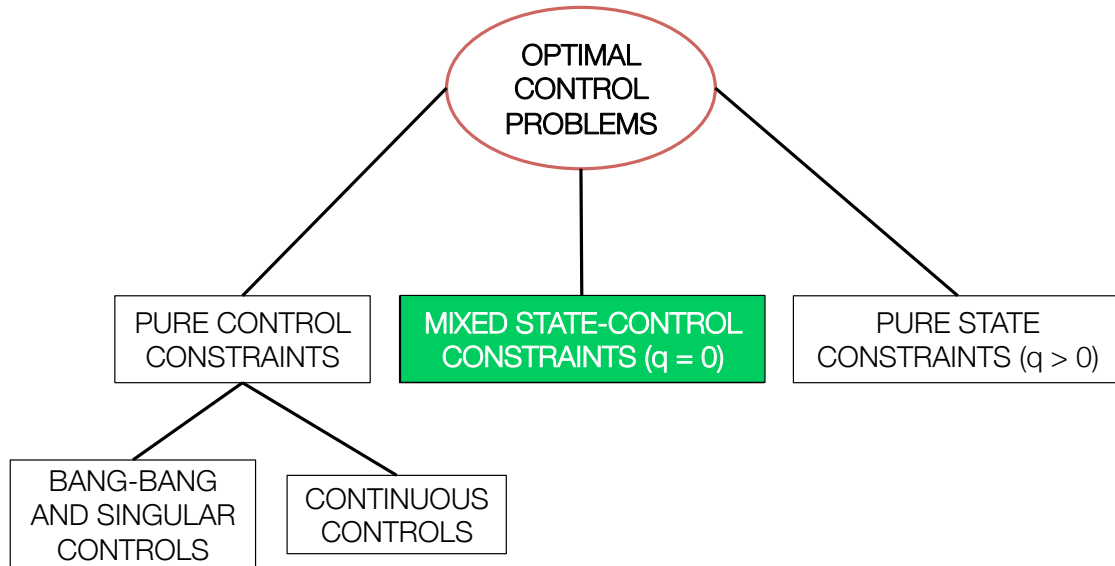 OPTIMAL
CONTROL
PROBLEMS
PURE CONTROL
CONSTRAINTS
MIXED STATE-CONTROL
CONSTRAINTS (q = 0)
PURE STATE
CONSTRAINTS (q > 0)
BANG-BANG
AND SINGULAR
CONTROLS
CONTINUOUS
CONTROLS